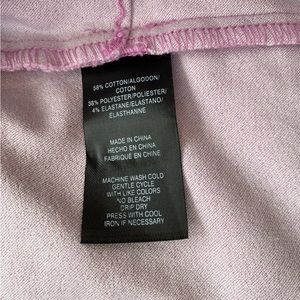 58% COTTON/ALGODON/
COTON
38% POLYESTER/POLIESTER/
4% ELASTANE/ELASTANO/
ELASTHANNE
MADE IN CHINA
HECHO EN CHINA
FABRIQUE EN CHINE
MACHINE WASH COLD
GENTLE CYCLE
WITH LIKE COLORS
NO BLEACH
DRIP DRY
PRESS WITH COOL
IRON IF NECESSARY